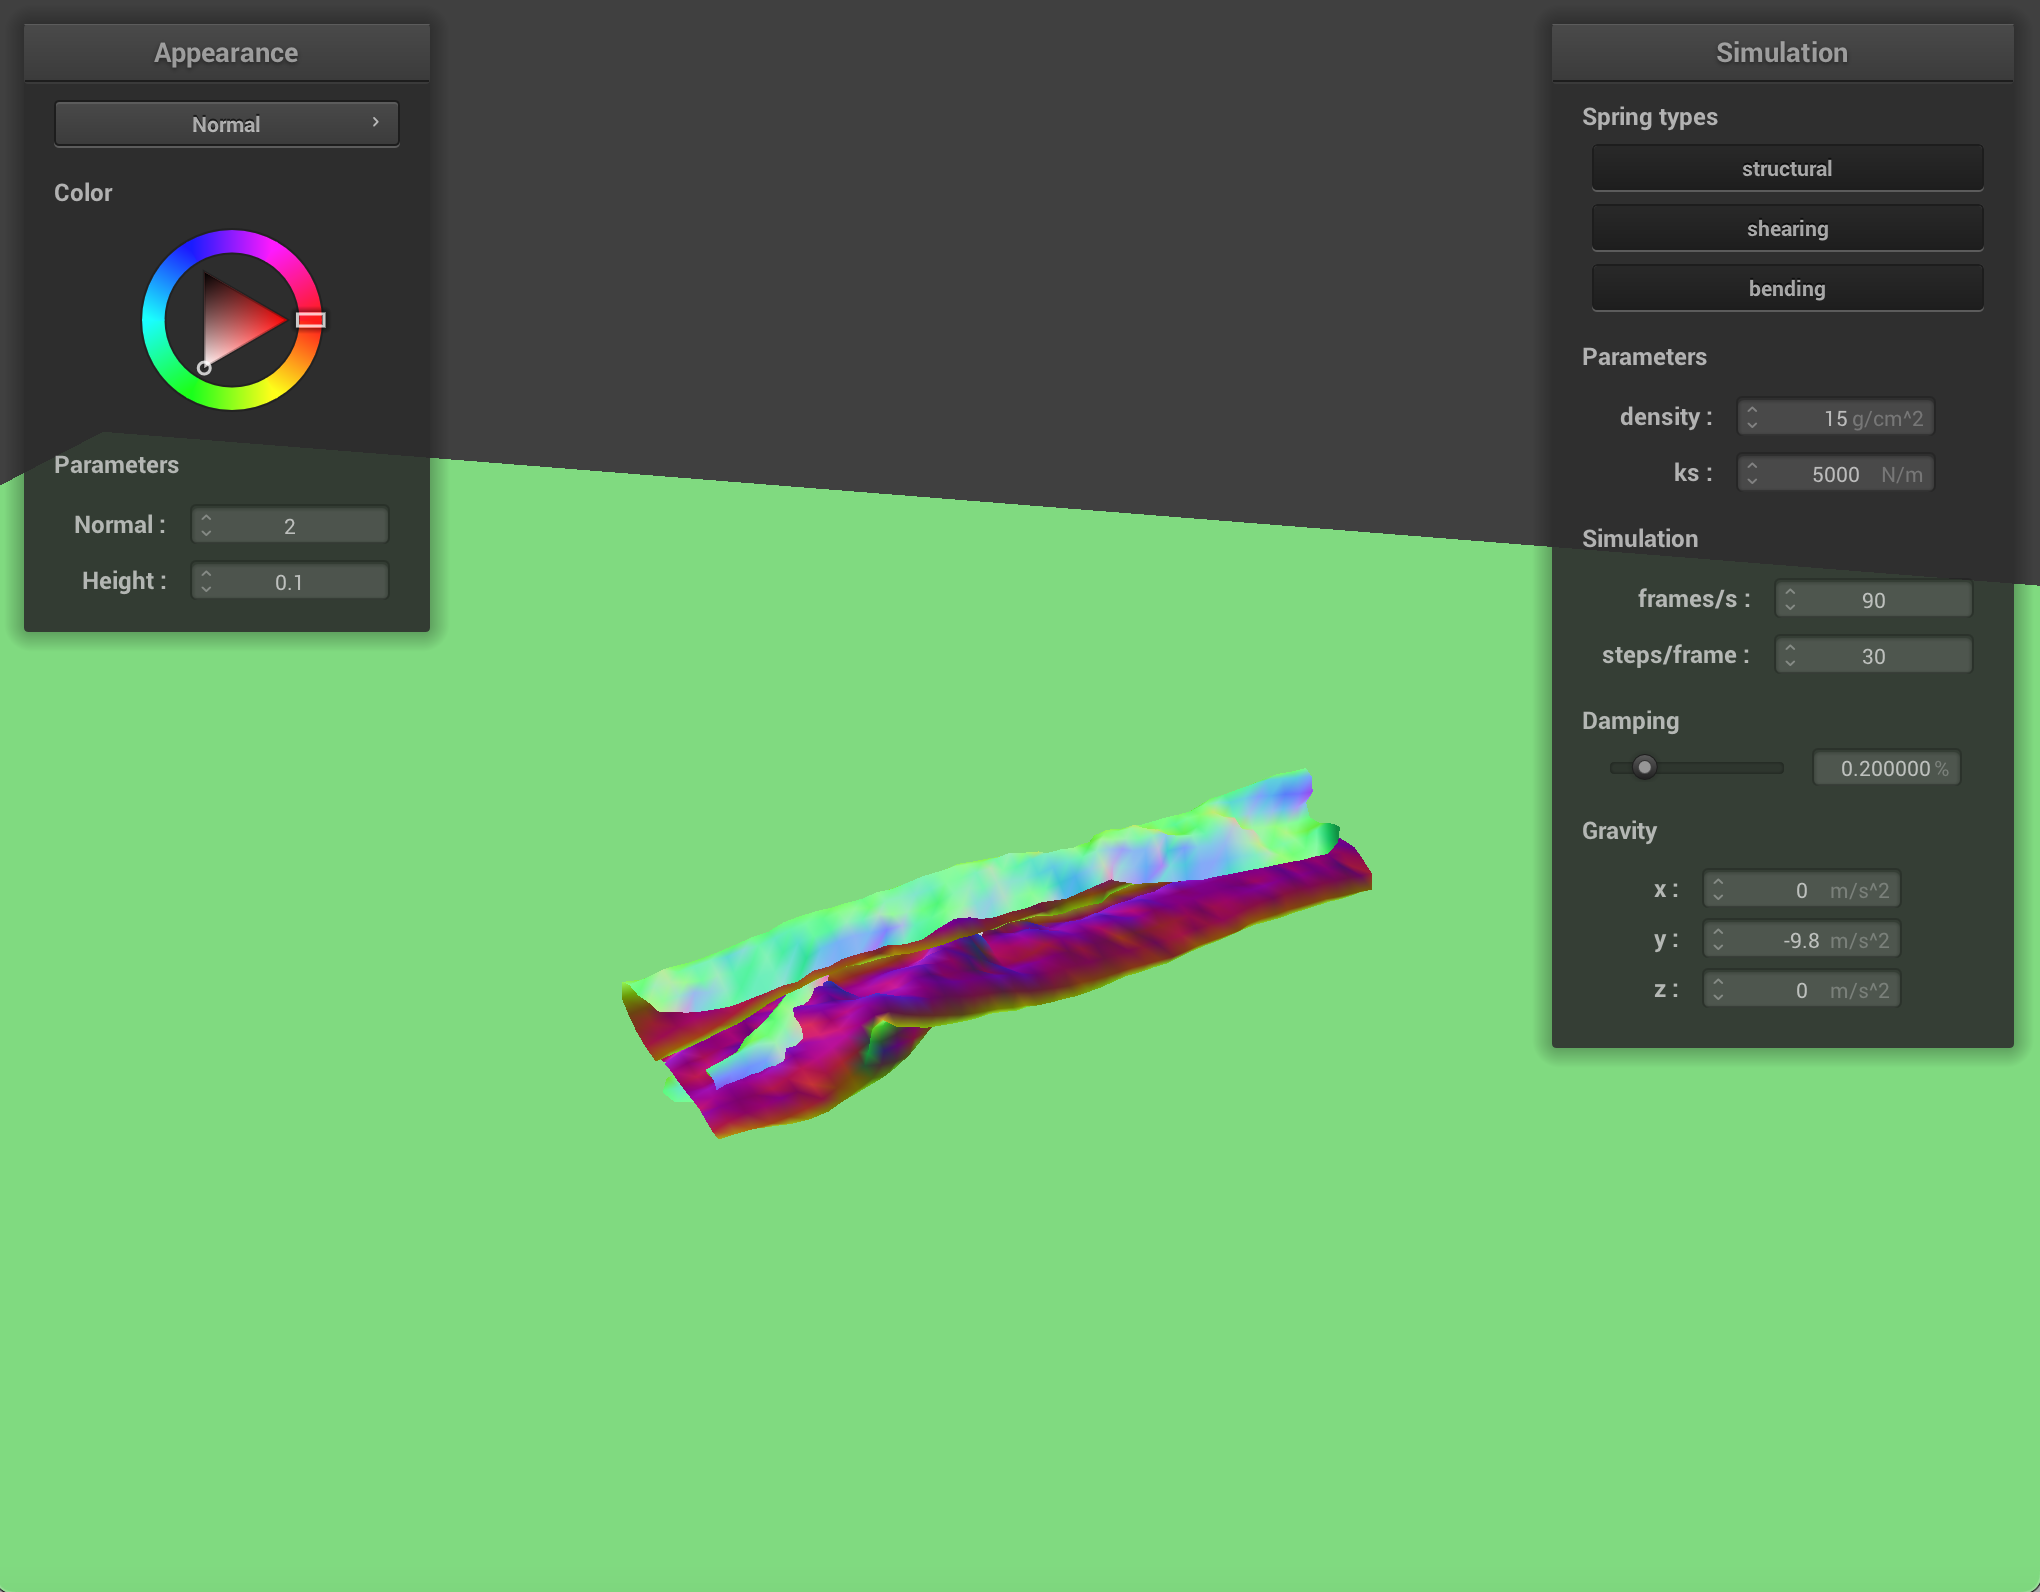 Appearance
Normal
Color
Parameters
Normal : 2
Height : 0.1
Simulation
Spring types
structural
shearing
bending
Parameters
density : 15 g/cm^2
ks : 5000 N/m
Simulation
frames/s : 90
steps/frame : 30
Damping
0.200000 %
Gravity
x : 0 m/s^2
y : -9.8 m/s^2
z : 0 m/s^2